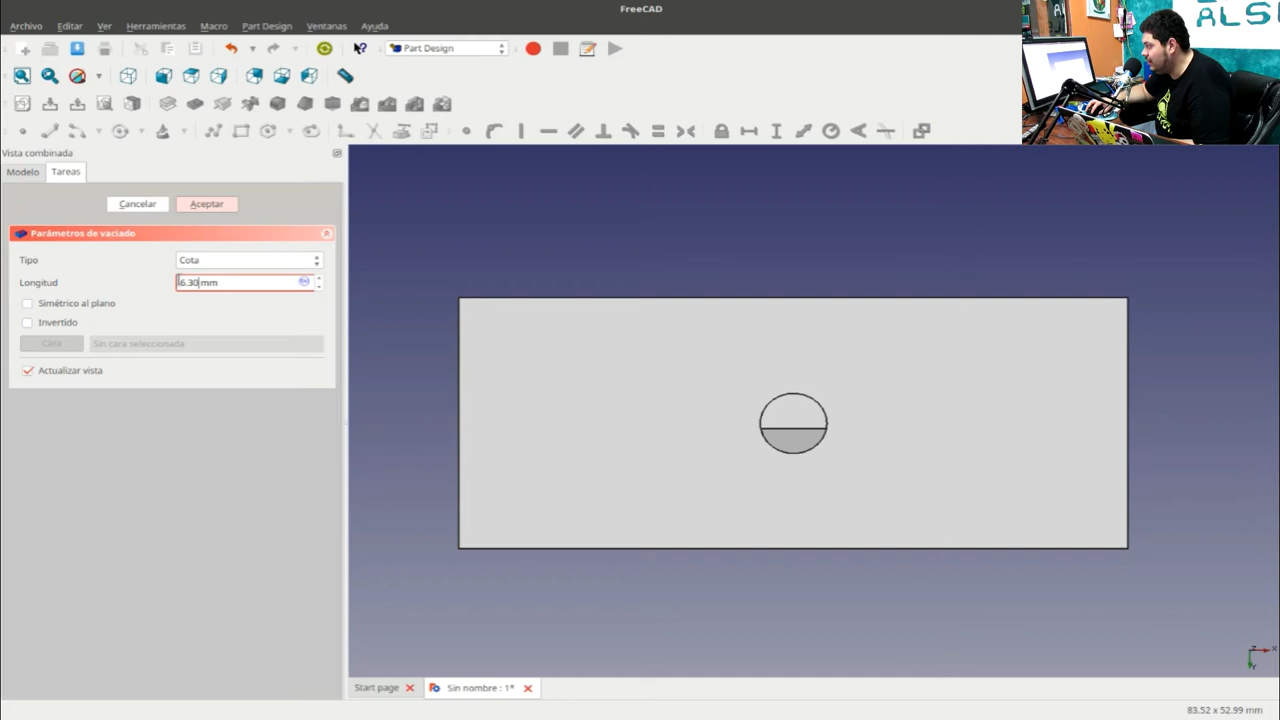 FreeCAD
Archivo Editar Ver Herramientas Macro Part Design Ventanas Ayuda
ALSI
Part Design
Vista combinada
Modelo Tareas
Cancelar Aceptar
Parámetros de vaciado
Tipo Cota
Longitud 6.30 mm
Simétrico al plano
Invertido
Cara Sin cara seleccionada
Actualizar vista
Z X
Y
Start page Sin nombre : 1*
83.52 x 52.99 mm